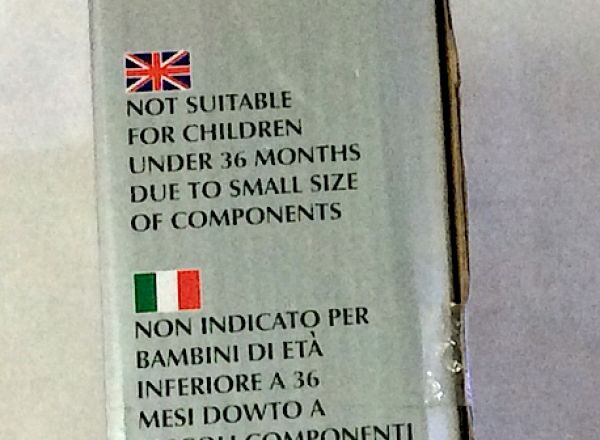 NOT SUITABLE
FOR CHILDREN
UNDER 36 MONTHS
DUE TO SMALL SIZE
OF COMPONENTS
NON INDICATO PER
BAMBINI DI ETÀ
INFERIORE A 36
MESI DOWTO A
COMPONENTI